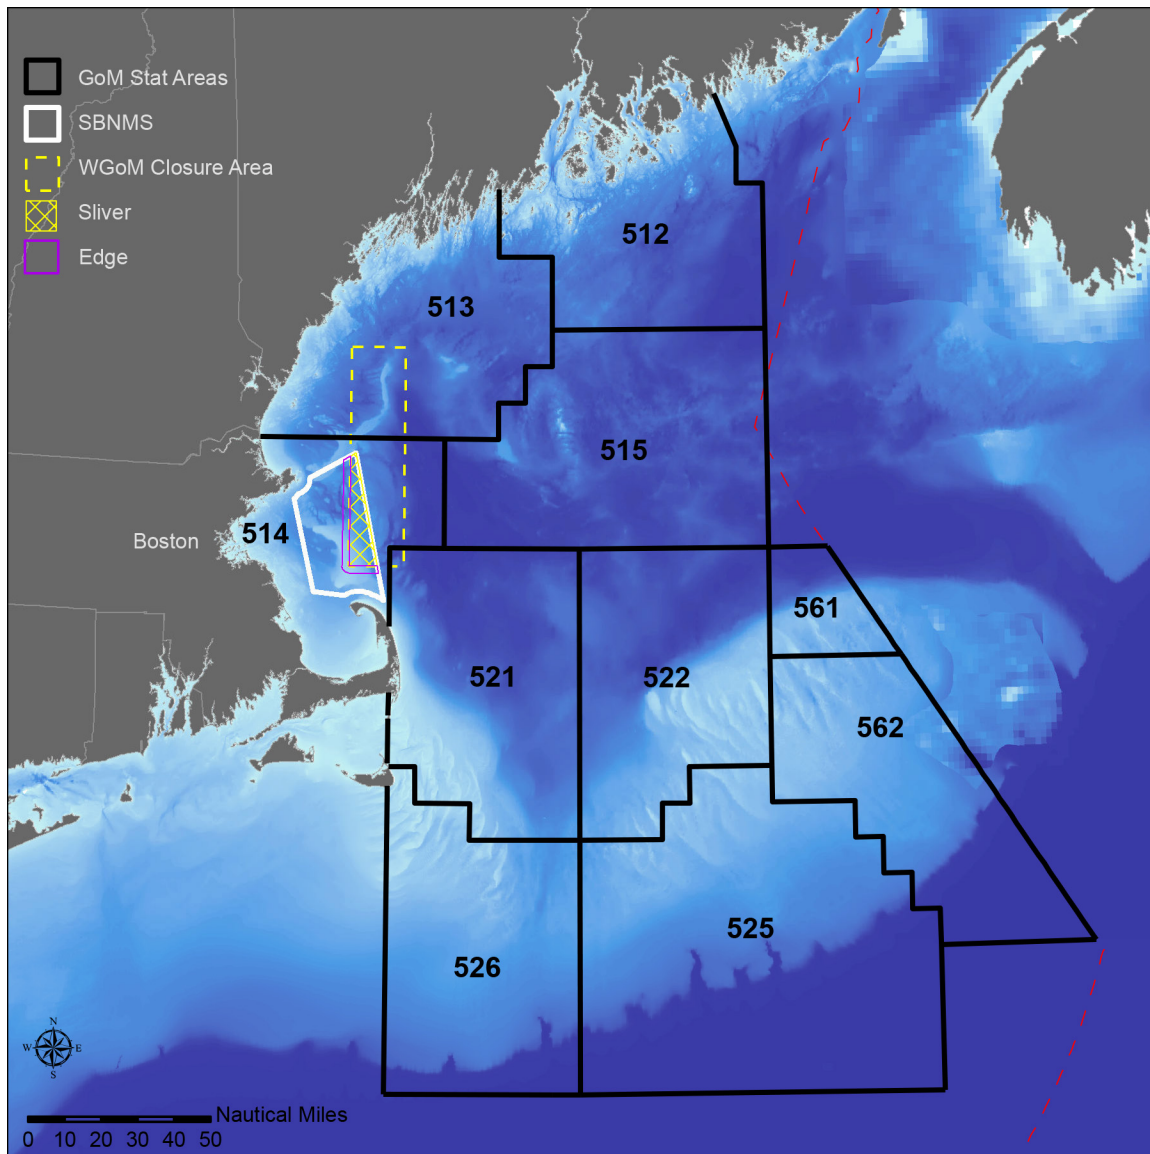 GoM Stat Areas
SBNMS
WGoM Closure Area
Sliver
Edge
512
513
515
514
Boston
561
521
522
562
525
526
N
W E
S
Nautical Miles
0 10 20 30 40 50